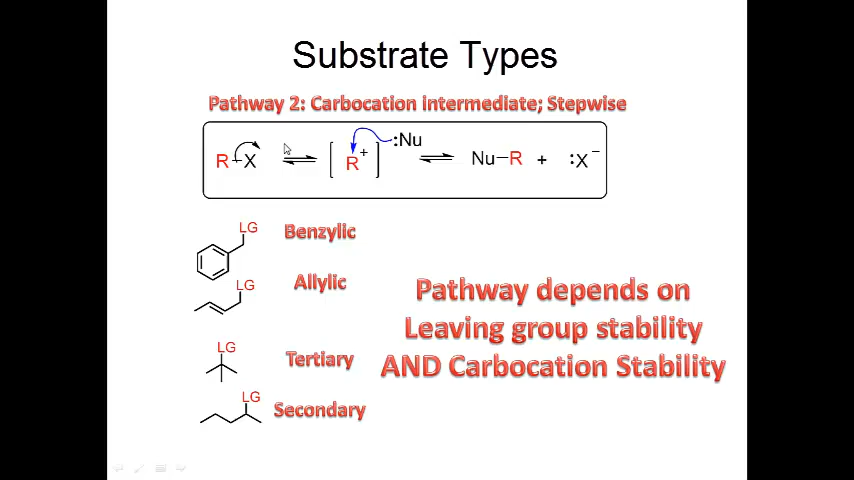 Substrate Types
Pathway 2: Carbocation intermediate; Stepwise
R-X [ R+ ] :Nu Nu-R + :X−
LG Benzylic
LG Allylic
LG Tertiary
LG Secondary
Pathway depends on
Leaving group stability
AND Carbocation Stability